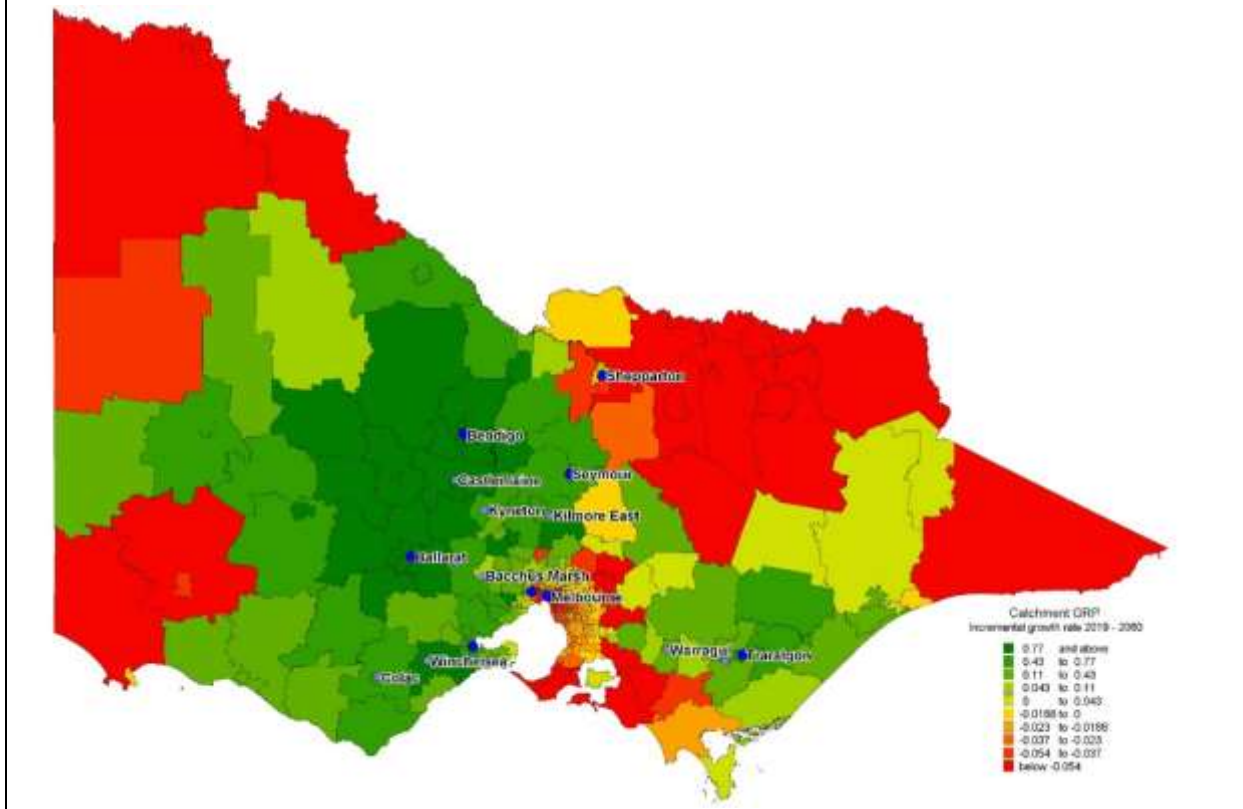 Shepparton
Bendigo
Seymour
Castlemaine
Kyneton
Kilmore East
Ballarat
Bacchus Marsh
Melbourne
Warragul
Traralgon
Winchelsea
Colac
Catchment GRP
Incremental growth rate 2019 - 2060
0.77 and above
0.43 to 0.77
0.11 to 0.43
0.043 to 0.11
0 to 0.043
-0.0188 to 0
-0.023 to -0.0188
-0.037 to -0.023
-0.054 to -0.037
below -0.054